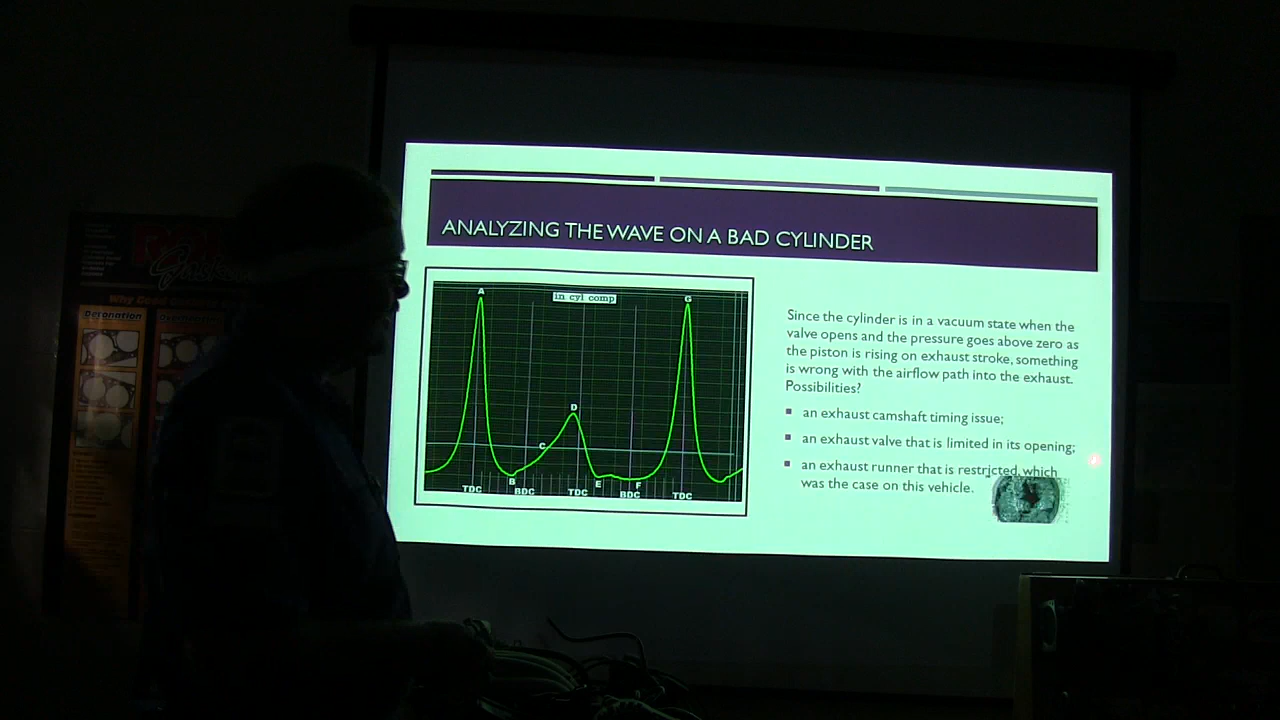 ANALYZING THE WAVE ON A BAD CYLINDER
in cyl comp
A
G
D
C
B
E
F
TDC
BDC
TDC
BDC
TDC
Since the cylinder is in a vacuum state when the
valve opens and the pressure goes above zero as
the piston is rising on exhaust stroke, something
is wrong with the airflow path into the exhaust.
Possibilities?
an exhaust camshaft timing issue;
an exhaust valve that is limited in its opening;
an exhaust runner that is restricted, which
was the case on this vehicle.
Why Good
Detonation